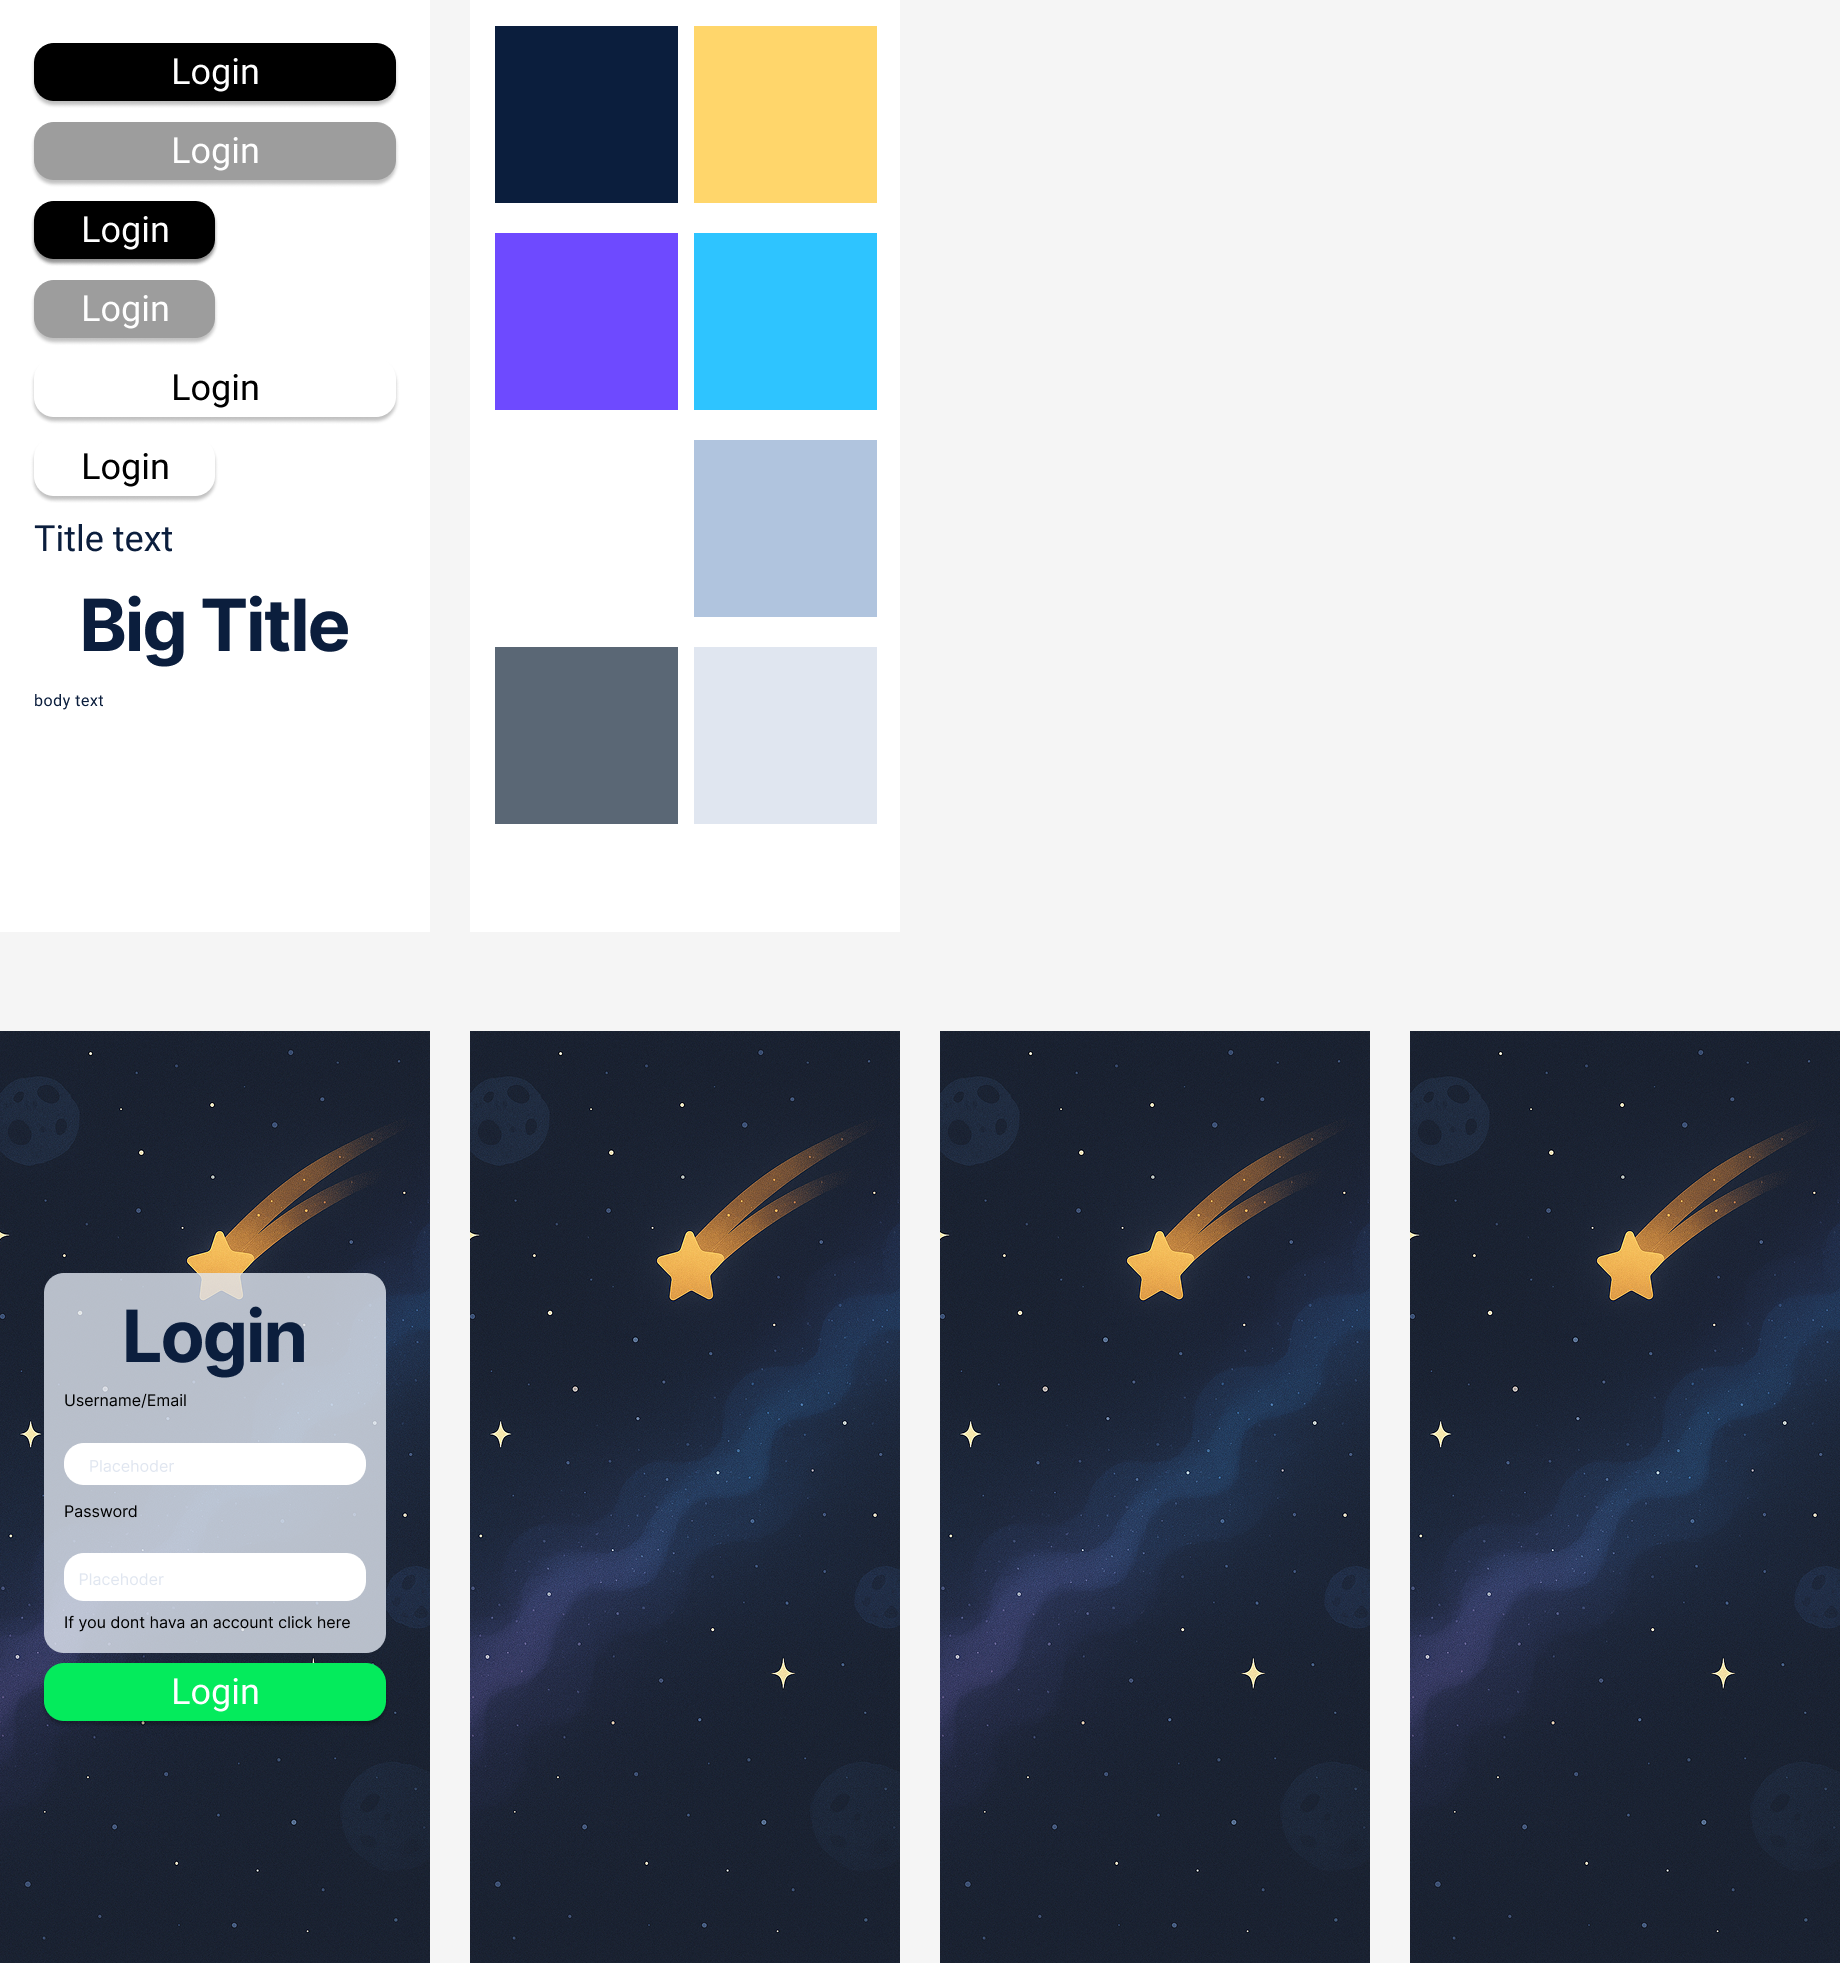 Login
Login
Login
Login
Login
Login
Title text
Big Title
body text
Login
Username/Email
Placehoder
Password
Placehoder
If you dont hava an account click here
Login